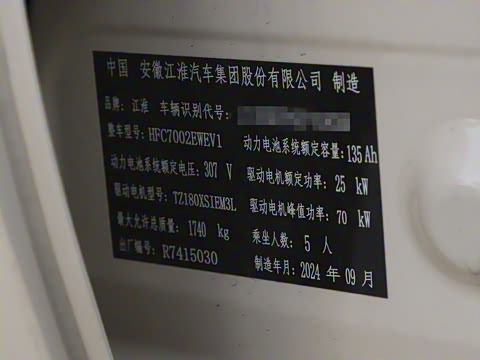 中国 安徽江淮汽车集团股份有限公司 制造
品牌: 江淮 车辆识别代号:
整车型号: HFC7002EWEV1 动力电池系统额定容量: 135 Ah
动力电池系统额定电压: 307 V 驱动电机额定功率: 25 kW
驱动电机型号: TZ180XSIEM3L 驱动电机峰值功率: 70 kW
最大允许总质量: 1740 kg 乘坐人数: 5 人
出厂编号: R7415030 制造年月: 2024 年 09 月